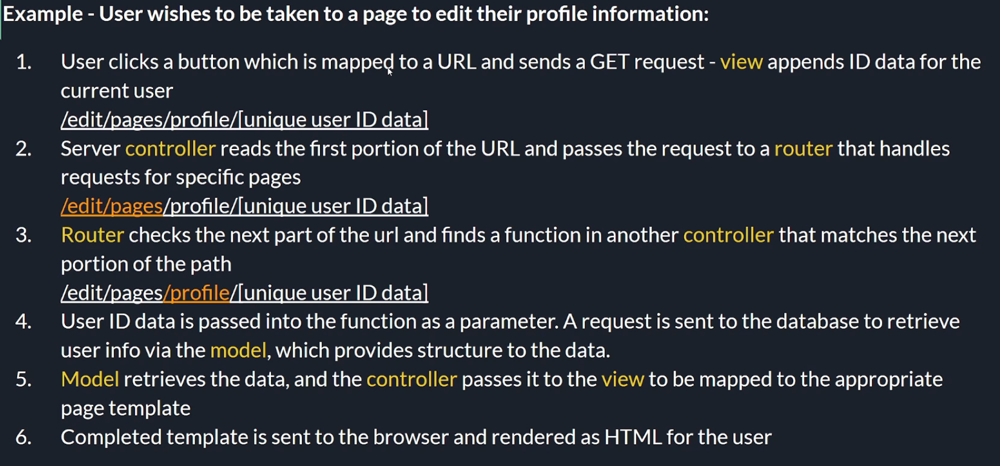 Example - User wishes to be taken to a page to edit their profile information:
1. User clicks a button which is mapped to a URL and sends a GET request - view appends ID data for the
current user
/edit/pages/profile/[unique user ID data]
2. Server controller reads the first portion of the URL and passes the request to a router that handles
requests for specific pages
/edit/pages/profile/[unique user ID data]
3. Router checks the next part of the url and finds a function in another controller that matches the next
portion of the path
/edit/pages/profile/[unique user ID data]
4. User ID data is passed into the function as a parameter. A request is sent to the database to retrieve
user info via the model, which provides structure to the data.
5. Model retrieves the data, and the controller passes it to the view to be mapped to the appropriate
page template
6. Completed template is sent to the browser and rendered as HTML for the user